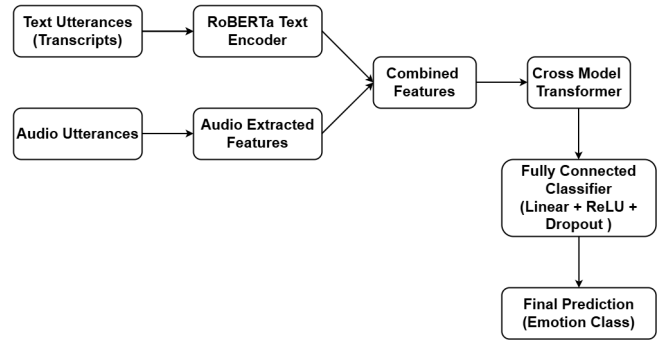 Text Utterances
(Transcripts)
RoBERTa Text
Encoder
Audio Utterances
Audio Extracted
Features
Combined
Features
Cross Model
Transformer
Fully Connected
Classifier
(Linear + ReLU +
Dropout )
Final Prediction
(Emotion Class)